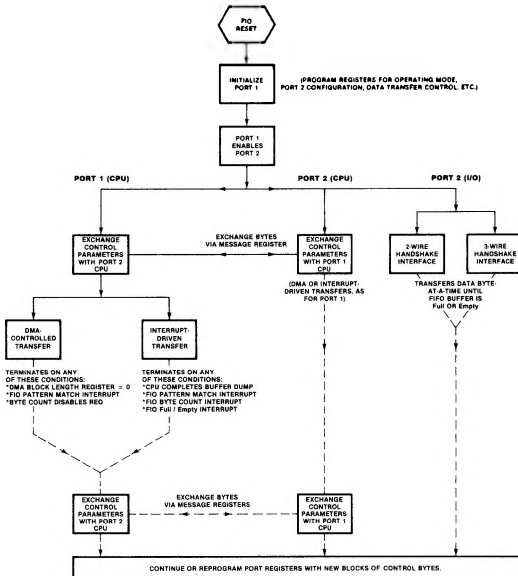 FIO
RESET
INITIALIZE
PORT 1
(PROGRAM REGISTERS FOR OPERATING MODE,
PORT 2 CONFIGURATION, DATA TRANSFER CONTROL, ETC.)
PORT 1
ENABLES
PORT 2
PORT 1 (CPU)
PORT 2 (CPU)
PORT 2 (I/O)
EXCHANGE
CONTROL
PARAMETERS
WITH PORT 2
CPU
EXCHANGE BYTES
VIA MESSAGE REGISTER
EXCHANGE
CONTROL
PARAMETERS
WITH PORT 1
CPU
2-WIRE
HANDSHAKE
INTERFACE
3-WIRE
HANDSHAKE
INTERFACE
(DMA OR INTERRUPT-
DRIVEN TRANSFERS, AS
FOR PORT 1)
TRANSFERS DATA BYTE-
AT-A-TIME UNTIL
FIFO BUFFER IS
Full OR Empty
DMA-
CONTROLLED
TRANSFER
INTERRUPT-
DRIVEN
TRANSFER
TERMINATES ON ANY
OF THESE CONDITIONS:
*DMA BLOCK LENGTH REGISTER = 0
*FIO PATTERN MATCH INTERRUPT
*BYTE COUNT DISABLES REQ
TERMINATES ON ANY
OF THESE CONDITIONS:
*CPU COMPLETES BUFFER DUMP
*FIO PATTERN MATCH INTERRUPT
*FIO BYTE COUNT INTERRUPT
*FIO Full / Empty INTERRUPT
EXCHANGE
CONTROL
PARAMETERS
WITH PORT 2
CPU
EXCHANGE BYTES
VIA MESSAGE REGISTERS
EXCHANGE
CONTROL
PARAMETERS
WITH PORT 1
CPU
CONTINUE OR REPROGRAM PORT REGISTERS WITH NEW BLOCKS OF CONTROL BYTES.